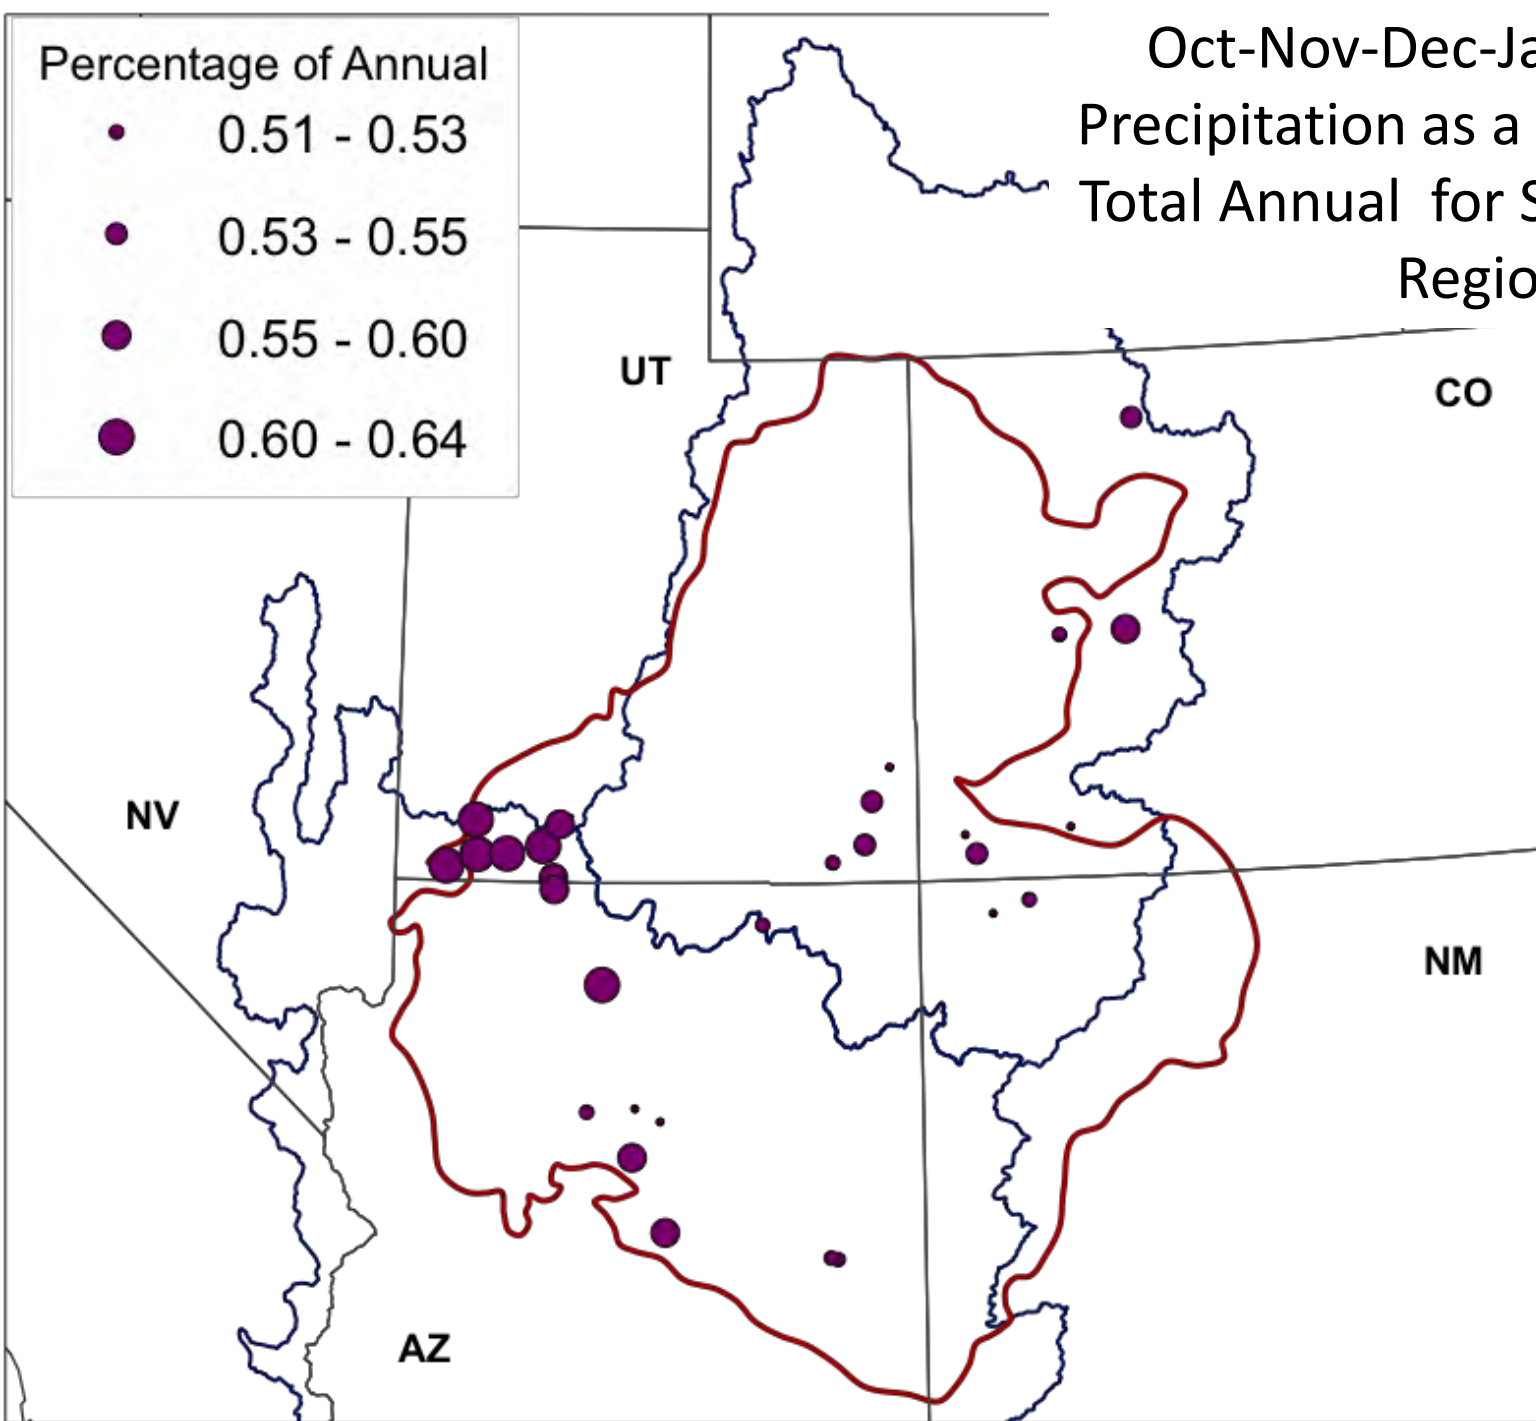 Oct-Nov-Dec-Ja
Precipitation as a
Total Annual for S
Regio
Percentage of Annual
0.51 - 0.53
0.53 - 0.55
0.55 - 0.60
0.60 - 0.64
UT
CO
NV
NM
AZ